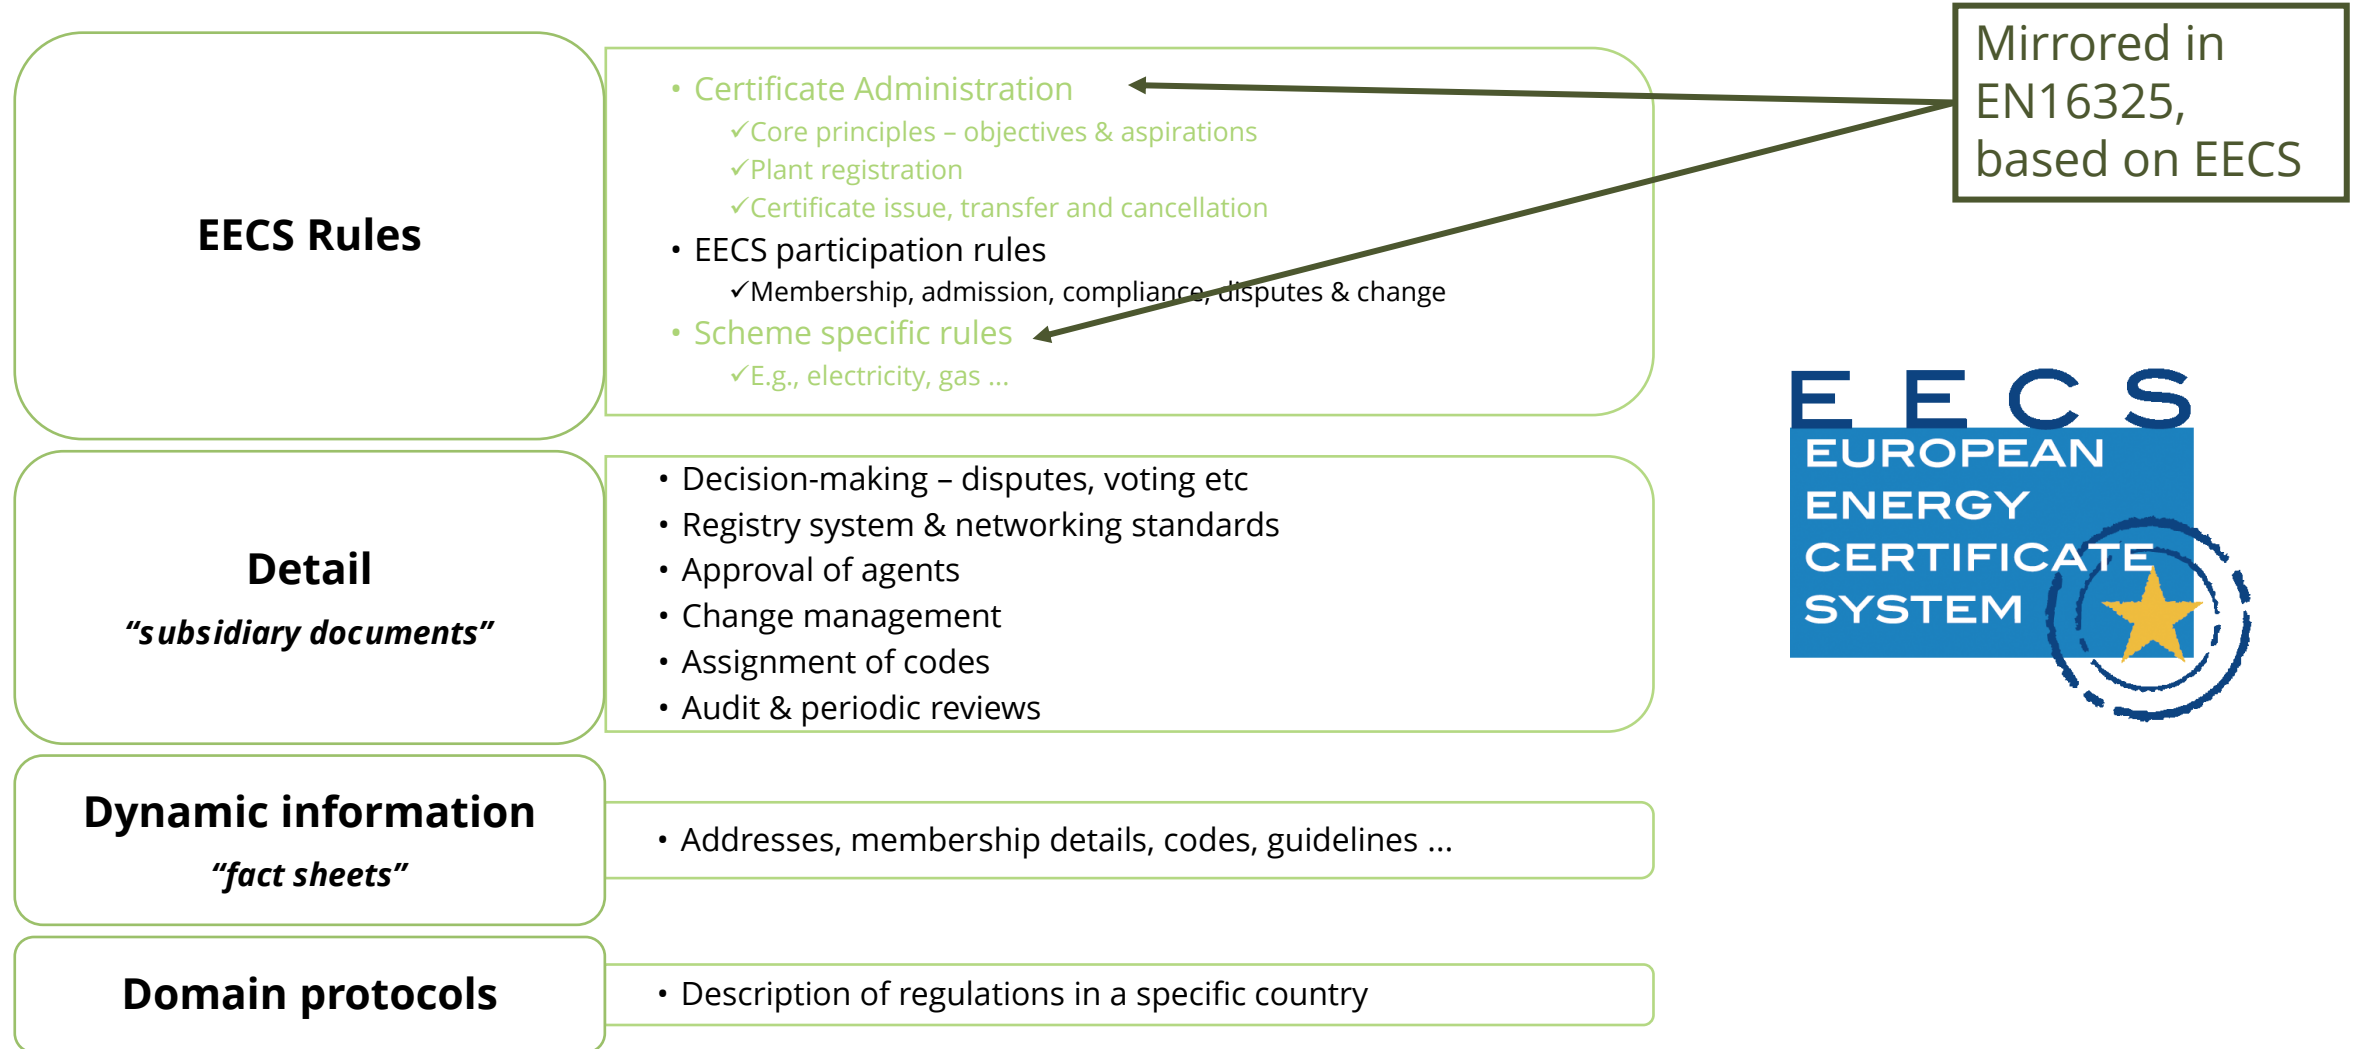 EECS Rules
• Certificate Administration
✓Core principles – objectives & aspirations
✓Plant registration
✓Certificate issue, transfer and cancellation
• EECS participation rules
✓Membership, admission, compliance, disputes & change
• Scheme specific rules
✓E.g., electricity, gas ...
Mirrored in
EN16325,
based on EECS
Detail
“subsidiary documents”
• Decision-making – disputes, voting etc
• Registry system & networking standards
• Approval of agents
• Change management
• Assignment of codes
• Audit & periodic reviews
EECS
EUROPEAN
ENERGY
CERTIFICATE
SYSTEM
Dynamic information
“fact sheets”
• Addresses, membership details, codes, guidelines ...
Domain protocols
• Description of regulations in a specific country